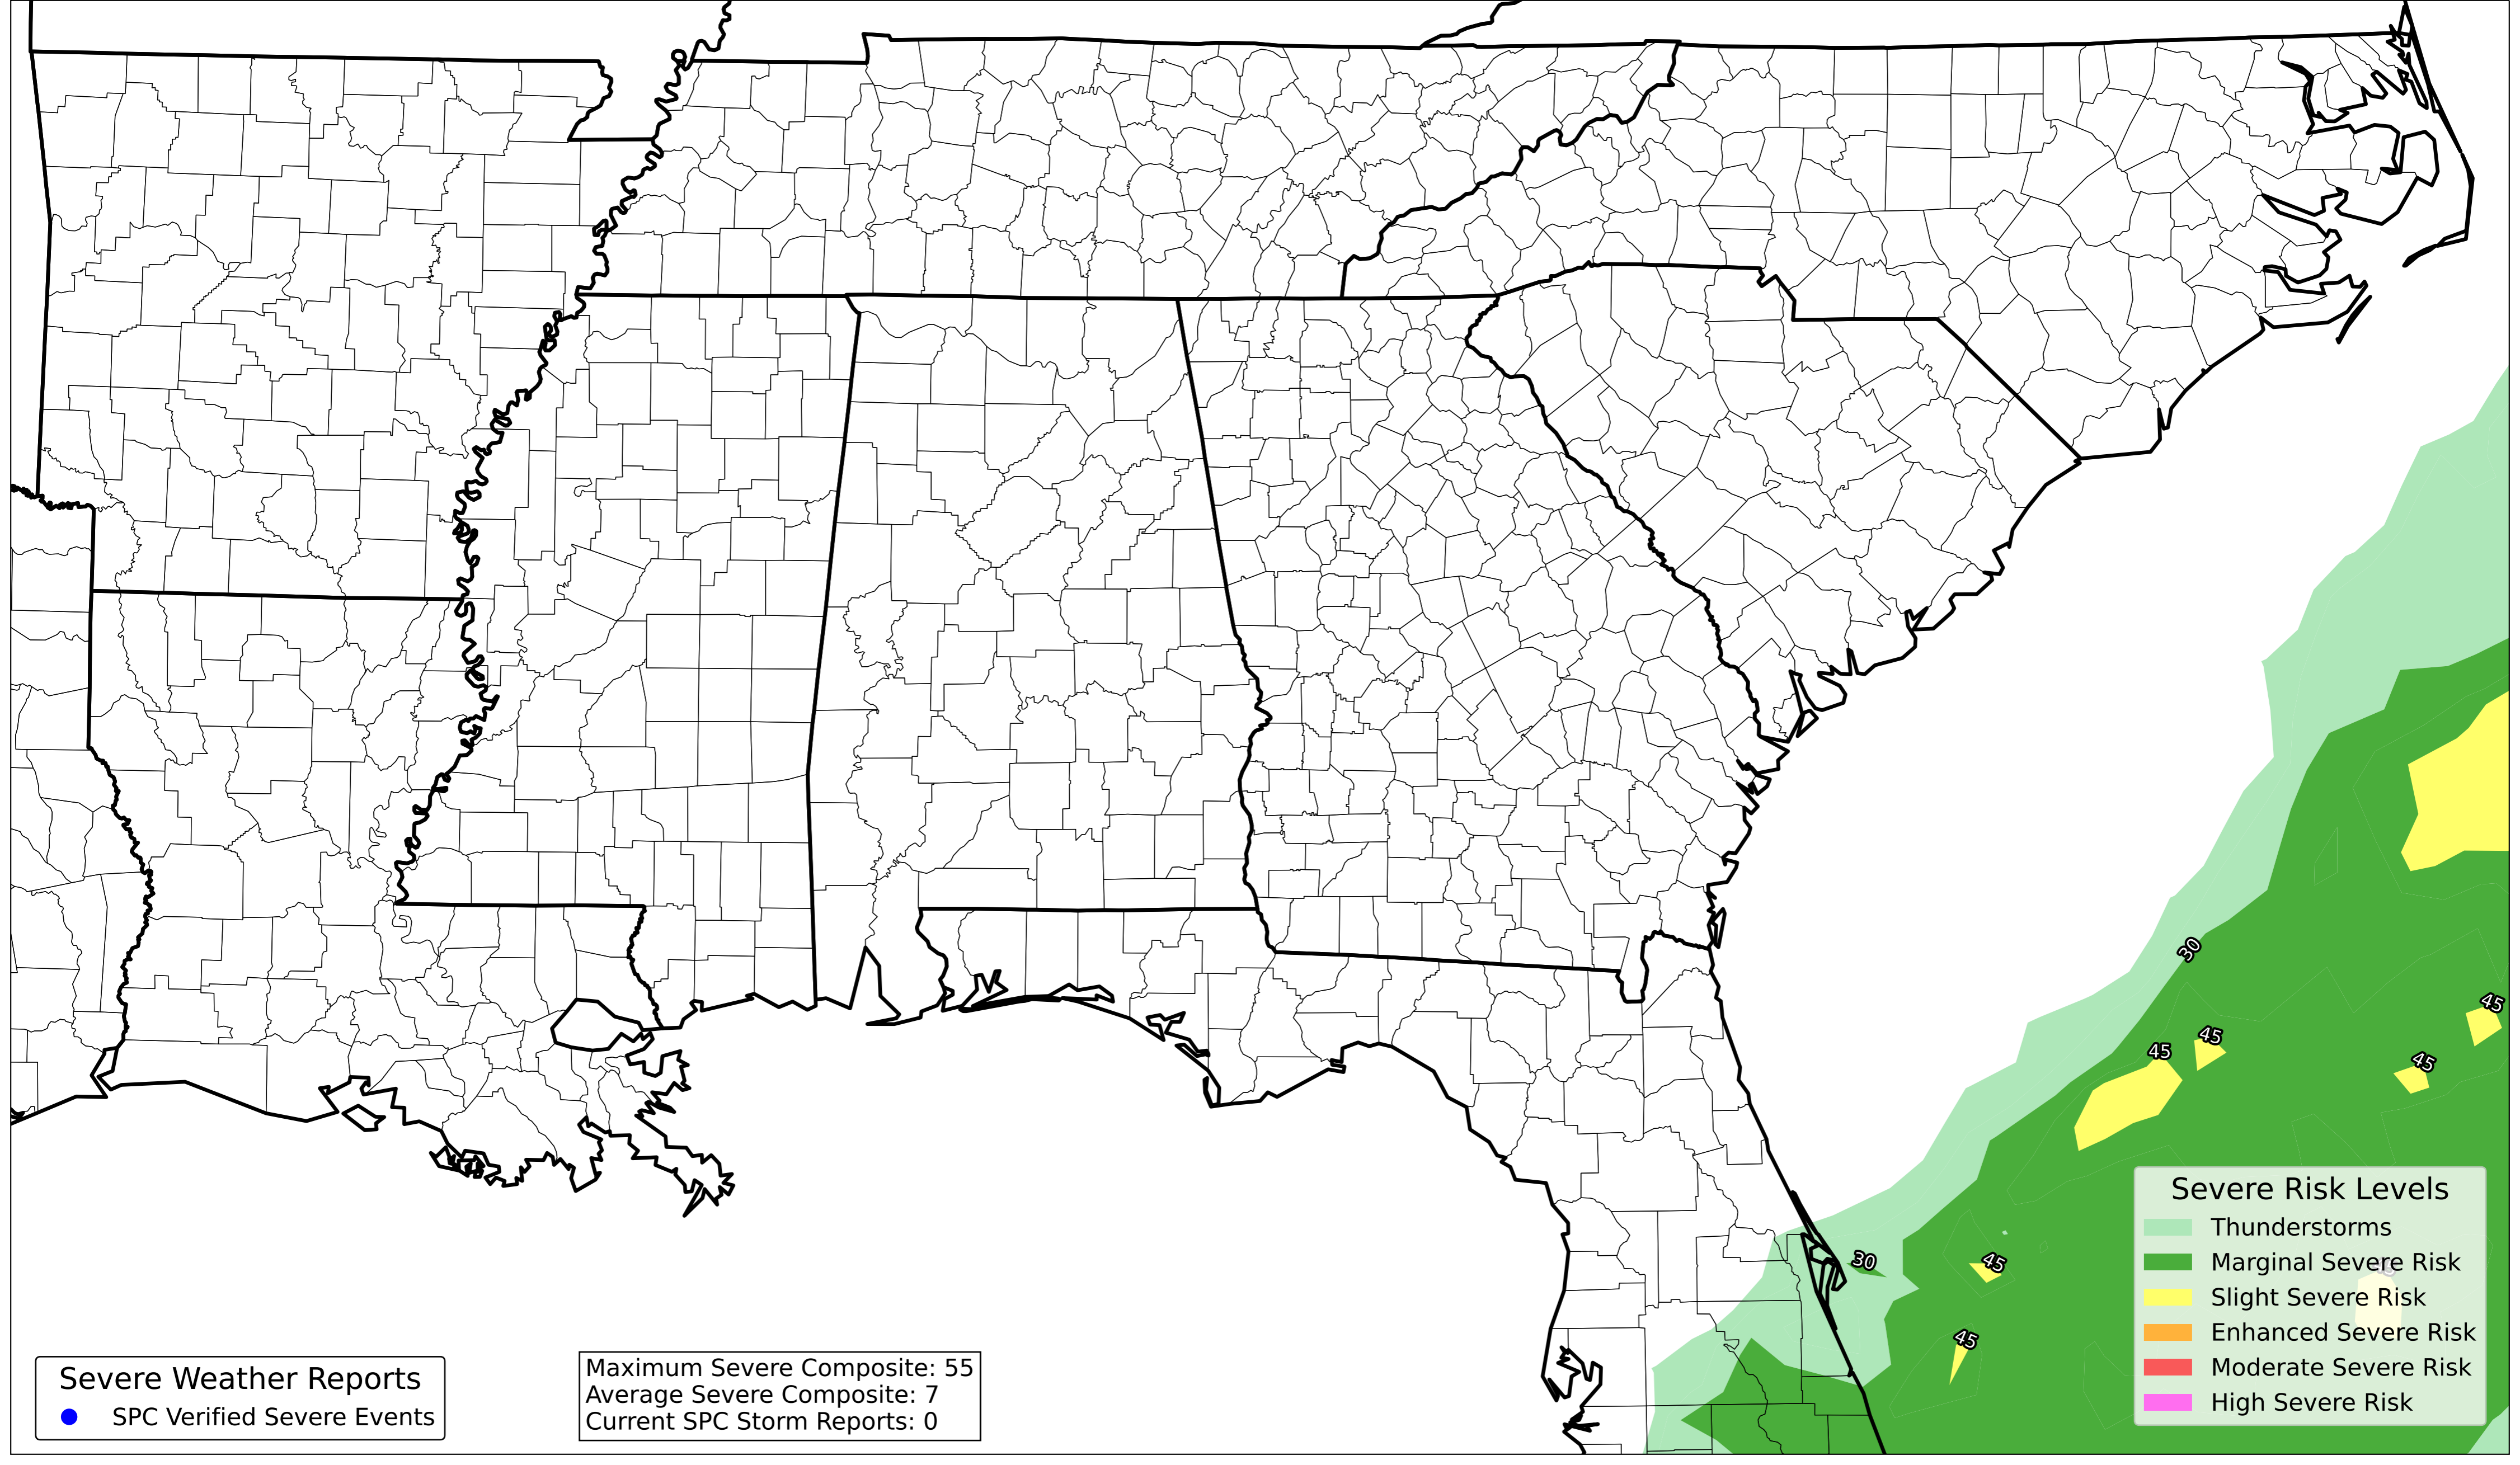 30
45
45
45
45
30
45
45
Severe Risk Levels
Thunderstorms
Marginal Severe Risk
Slight Severe Risk
Enhanced Severe Risk
Moderate Severe Risk
High Severe Risk
Severe Weather Reports
SPC Verified Severe Events
Maximum Severe Composite: 55
Average Severe Composite: 7
Current SPC Storm Reports: 0